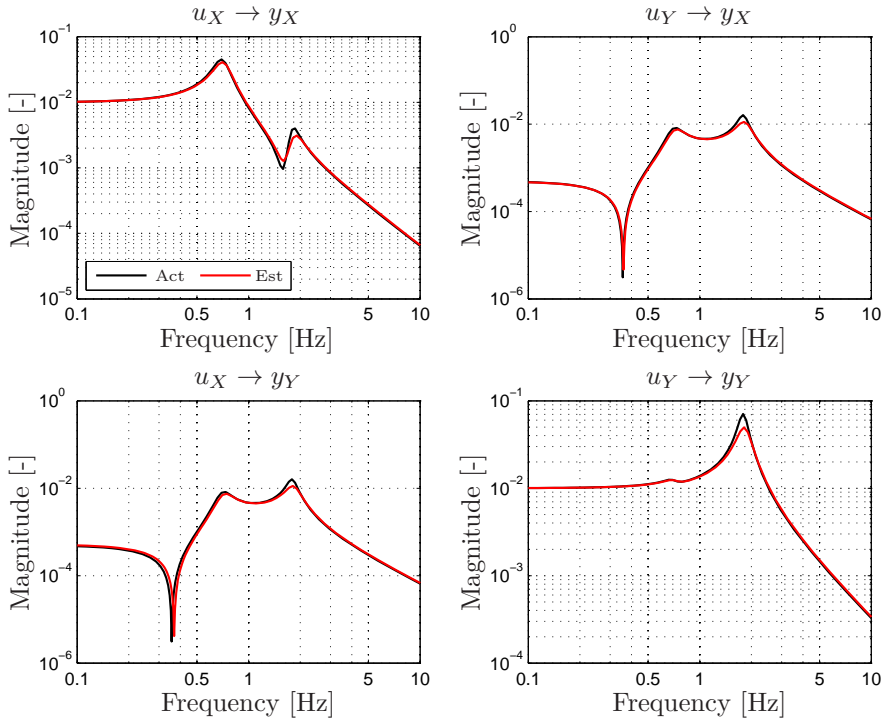 u_X → y_X
10^-1
10^-2
10^-3
10^-4
10^-5
Magnitude [-]
Act
Est
0.1 0.5 1 5 10
Frequency [Hz]
u_Y → y_X
10^0
10^-2
10^-4
10^-6
Magnitude [-]
0.1 0.5 1 5 10
Frequency [Hz]
u_X → y_Y
10^0
10^-2
10^-4
10^-6
Magnitude [-]
0.1 0.5 1 5 10
Frequency [Hz]
u_Y → y_Y
10^-1
10^-2
10^-3
10^-4
Magnitude [-]
0.1 0.5 1 5 10
Frequency [Hz]